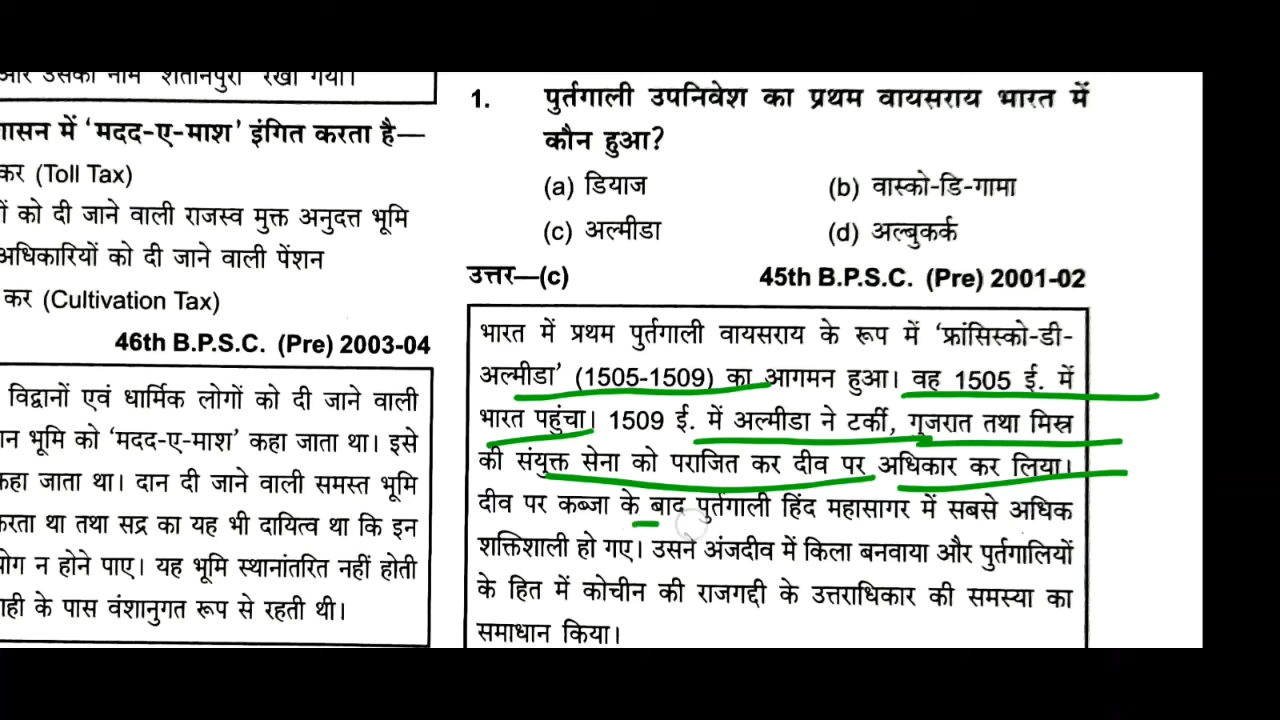 और उसका नाम 'शेतानपुरी' रखा गया।
शासन में 'मदद-ए-माश' इंगित करता है—
कर (Toll Tax)
ों को दी जाने वाली राजस्व मुक्त अनुदत्त भूमि
अधिकारियों को दी जाने वाली पेंशन
कर (Cultivation Tax)
46th B.P.S.C. (Pre) 2003-04
विद्वानों एवं धार्मिक लोगों को दी जाने वाली
भूमि को 'मदद-ए-माश' कहा जाता था। इसे
कहा जाता था। दान दी जाने वाली समस्त भूमि
करता था तथा सद्र का यह भी दायित्व था कि इन
न होने पाए। यह भूमि स्थानांतरित नहीं होती
के पास वंशानुगत रूप से रहती थी।
1. पुर्तगाली उपनिवेश का प्रथम वायसराय भारत में
कौन हुआ?
(a) डियाज (b) वास्को-डि-गामा
(c) अल्मीडा (d) अल्बुकर्क
उत्तर—(c) 45th B.P.S.C. (Pre) 2001-02
भारत में प्रथम पुर्तगाली वायसराय के रूप में 'फ्रांसिस्को-डी-
अल्मीडा' (1505-1509) का आगमन हुआ। वह 1505 ई. में
भारत पहुंचा। 1509 ई. में अल्मीडा ने टर्की, गुजरात तथा मिस्र
की संयुक्त सेना को पराजित कर दीव पर अधिकार कर लिया।
दीव पर कब्जा के बाद पुर्तगाली हिंद महासागर में सबसे अधिक
शक्तिशाली हो गए। उसने अंजदीव में किला बनवाया और पुर्तगालियों
के हित में कोचीन की राजगद्दी के उत्तराधिकार की समस्या का
समाधान किया।